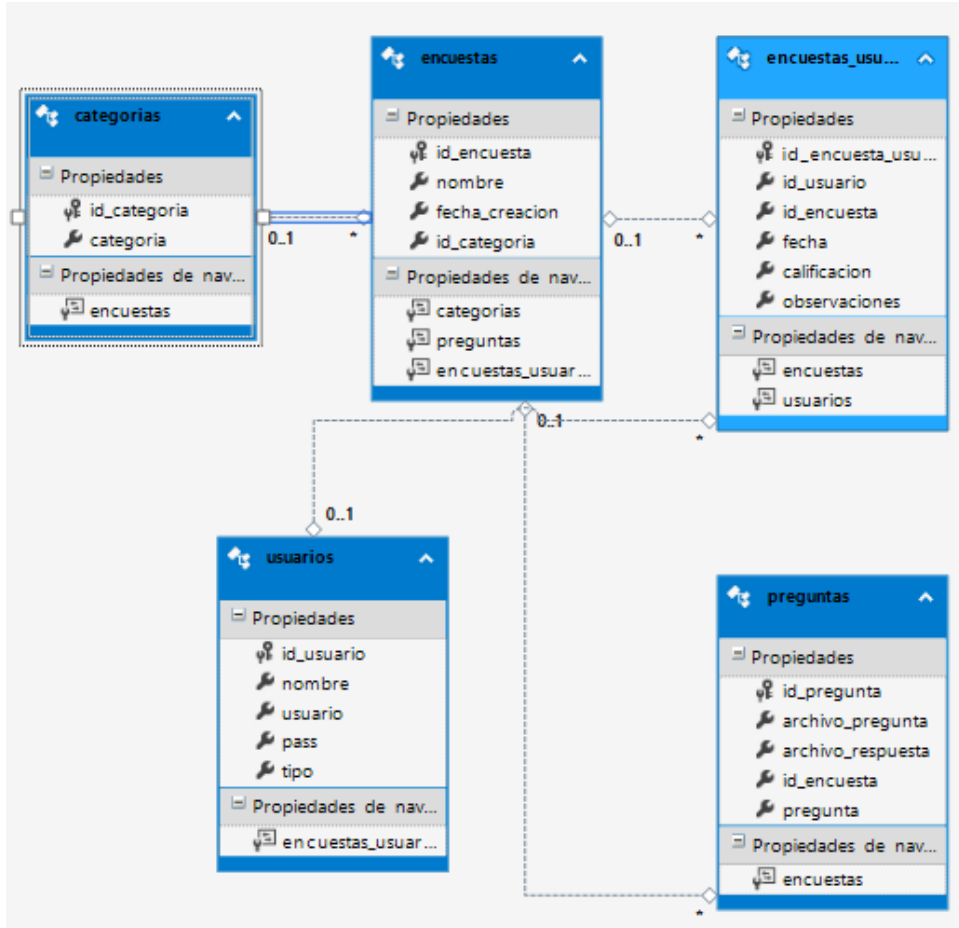 categorias
Propiedades
id_categoria
categoria
Propiedades de nav...
encuestas
0..1
*
encuestas
Propiedades
id_encuesta
nombre
fecha_creacion
id_categoria
Propiedades de nav...
categorias
preguntas
encuestas_usuar...
0..1
*
encuestas_usu...
Propiedades
id_encuesta_usu...
id_usuario
id_encuesta
fecha
calificacion
observaciones
Propiedades de nav...
encuestas
usuarios
0..1
*
0..1
usuarios
Propiedades
id_usuario
nombre
usuario
pass
tipo
Propiedades de nav...
encuestas_usuar...
preguntas
Propiedades
id_pregunta
archivo_pregunta
archivo_respuesta
id_encuesta
pregunta
Propiedades de nav...
encuestas
*